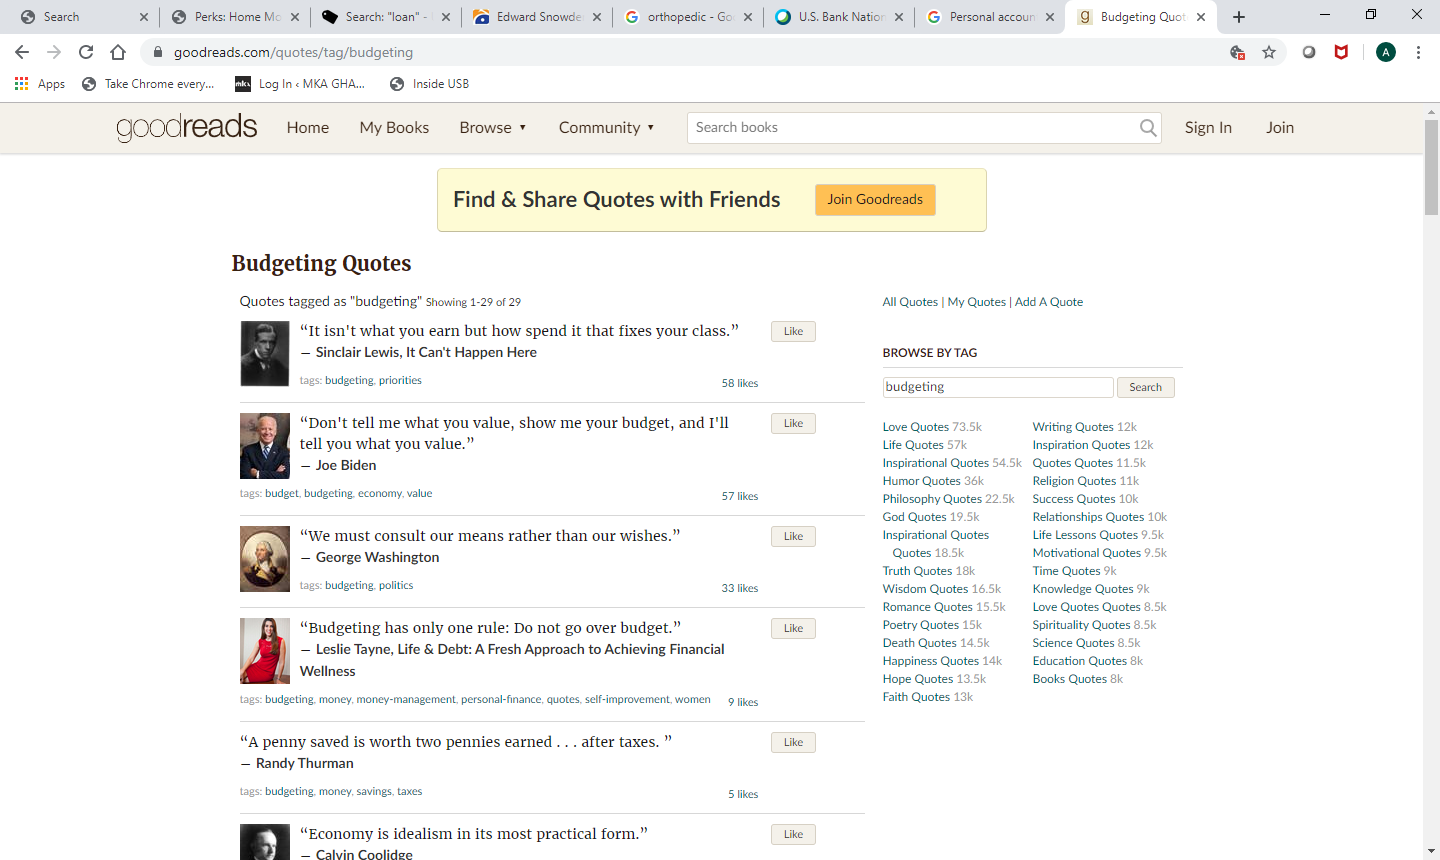 Search
Perks: Home Mo
Search: "loan" -
Edward Snowde
orthopedic - Go
U.S. Bank Nation
Personal accoun
Budgeting Quot
goodreads.com/quotes/tag/budgeting
A
Apps
Take Chrome every...
mka
Log In ‹ MKA GHA...
Inside USB
goodreads
Home
My Books
Browse ▼
Community ▼
Search books
Sign In
Join
Find & Share Quotes with Friends
Join Goodreads
Budgeting Quotes
Quotes tagged as "budgeting" Showing 1-29 of 29
“It isn't what you earn but how spend it that fixes your class.”
― Sinclair Lewis, It Can't Happen Here
tags: budgeting, priorities
58 likes
Like
“Don't tell me what you value, show me your budget, and I'll
tell you what you value.”
― Joe Biden
tags: budget, budgeting, economy, value
57 likes
Like
“We must consult our means rather than our wishes.”
― George Washington
tags: budgeting, politics
33 likes
Like
“Budgeting has only one rule: Do not go over budget.”
― Leslie Tayne, Life & Debt: A Fresh Approach to Achieving Financial
Wellness
tags: budgeting, money, money-management, personal-finance, quotes, self-improvement, women
9 likes
Like
“A penny saved is worth two pennies earned . . . after taxes. ”
― Randy Thurman
tags: budgeting, money, savings, taxes
5 likes
Like
“Economy is idealism in its most practical form.”
― Calvin Coolidge
Like
All Quotes | My Quotes | Add A Quote
BROWSE BY TAG
budgeting
Search
Love Quotes 73.5k
Life Quotes 57k
Inspirational Quotes 54.5k
Humor Quotes 36k
Philosophy Quotes 22.5k
God Quotes 19.5k
Inspirational Quotes
Quotes 18.5k
Truth Quotes 18k
Wisdom Quotes 16.5k
Romance Quotes 15.5k
Poetry Quotes 15k
Death Quotes 14.5k
Happiness Quotes 14k
Hope Quotes 13.5k
Faith Quotes 13k
Writing Quotes 12k
Inspiration Quotes 12k
Quotes Quotes 11.5k
Religion Quotes 11k
Success Quotes 10k
Relationships Quotes 10k
Life Lessons Quotes 9.5k
Motivational Quotes 9.5k
Time Quotes 9k
Knowledge Quotes 9k
Love Quotes Quotes 8.5k
Spirituality Quotes 8.5k
Science Quotes 8.5k
Education Quotes 8k
Books Quotes 8k